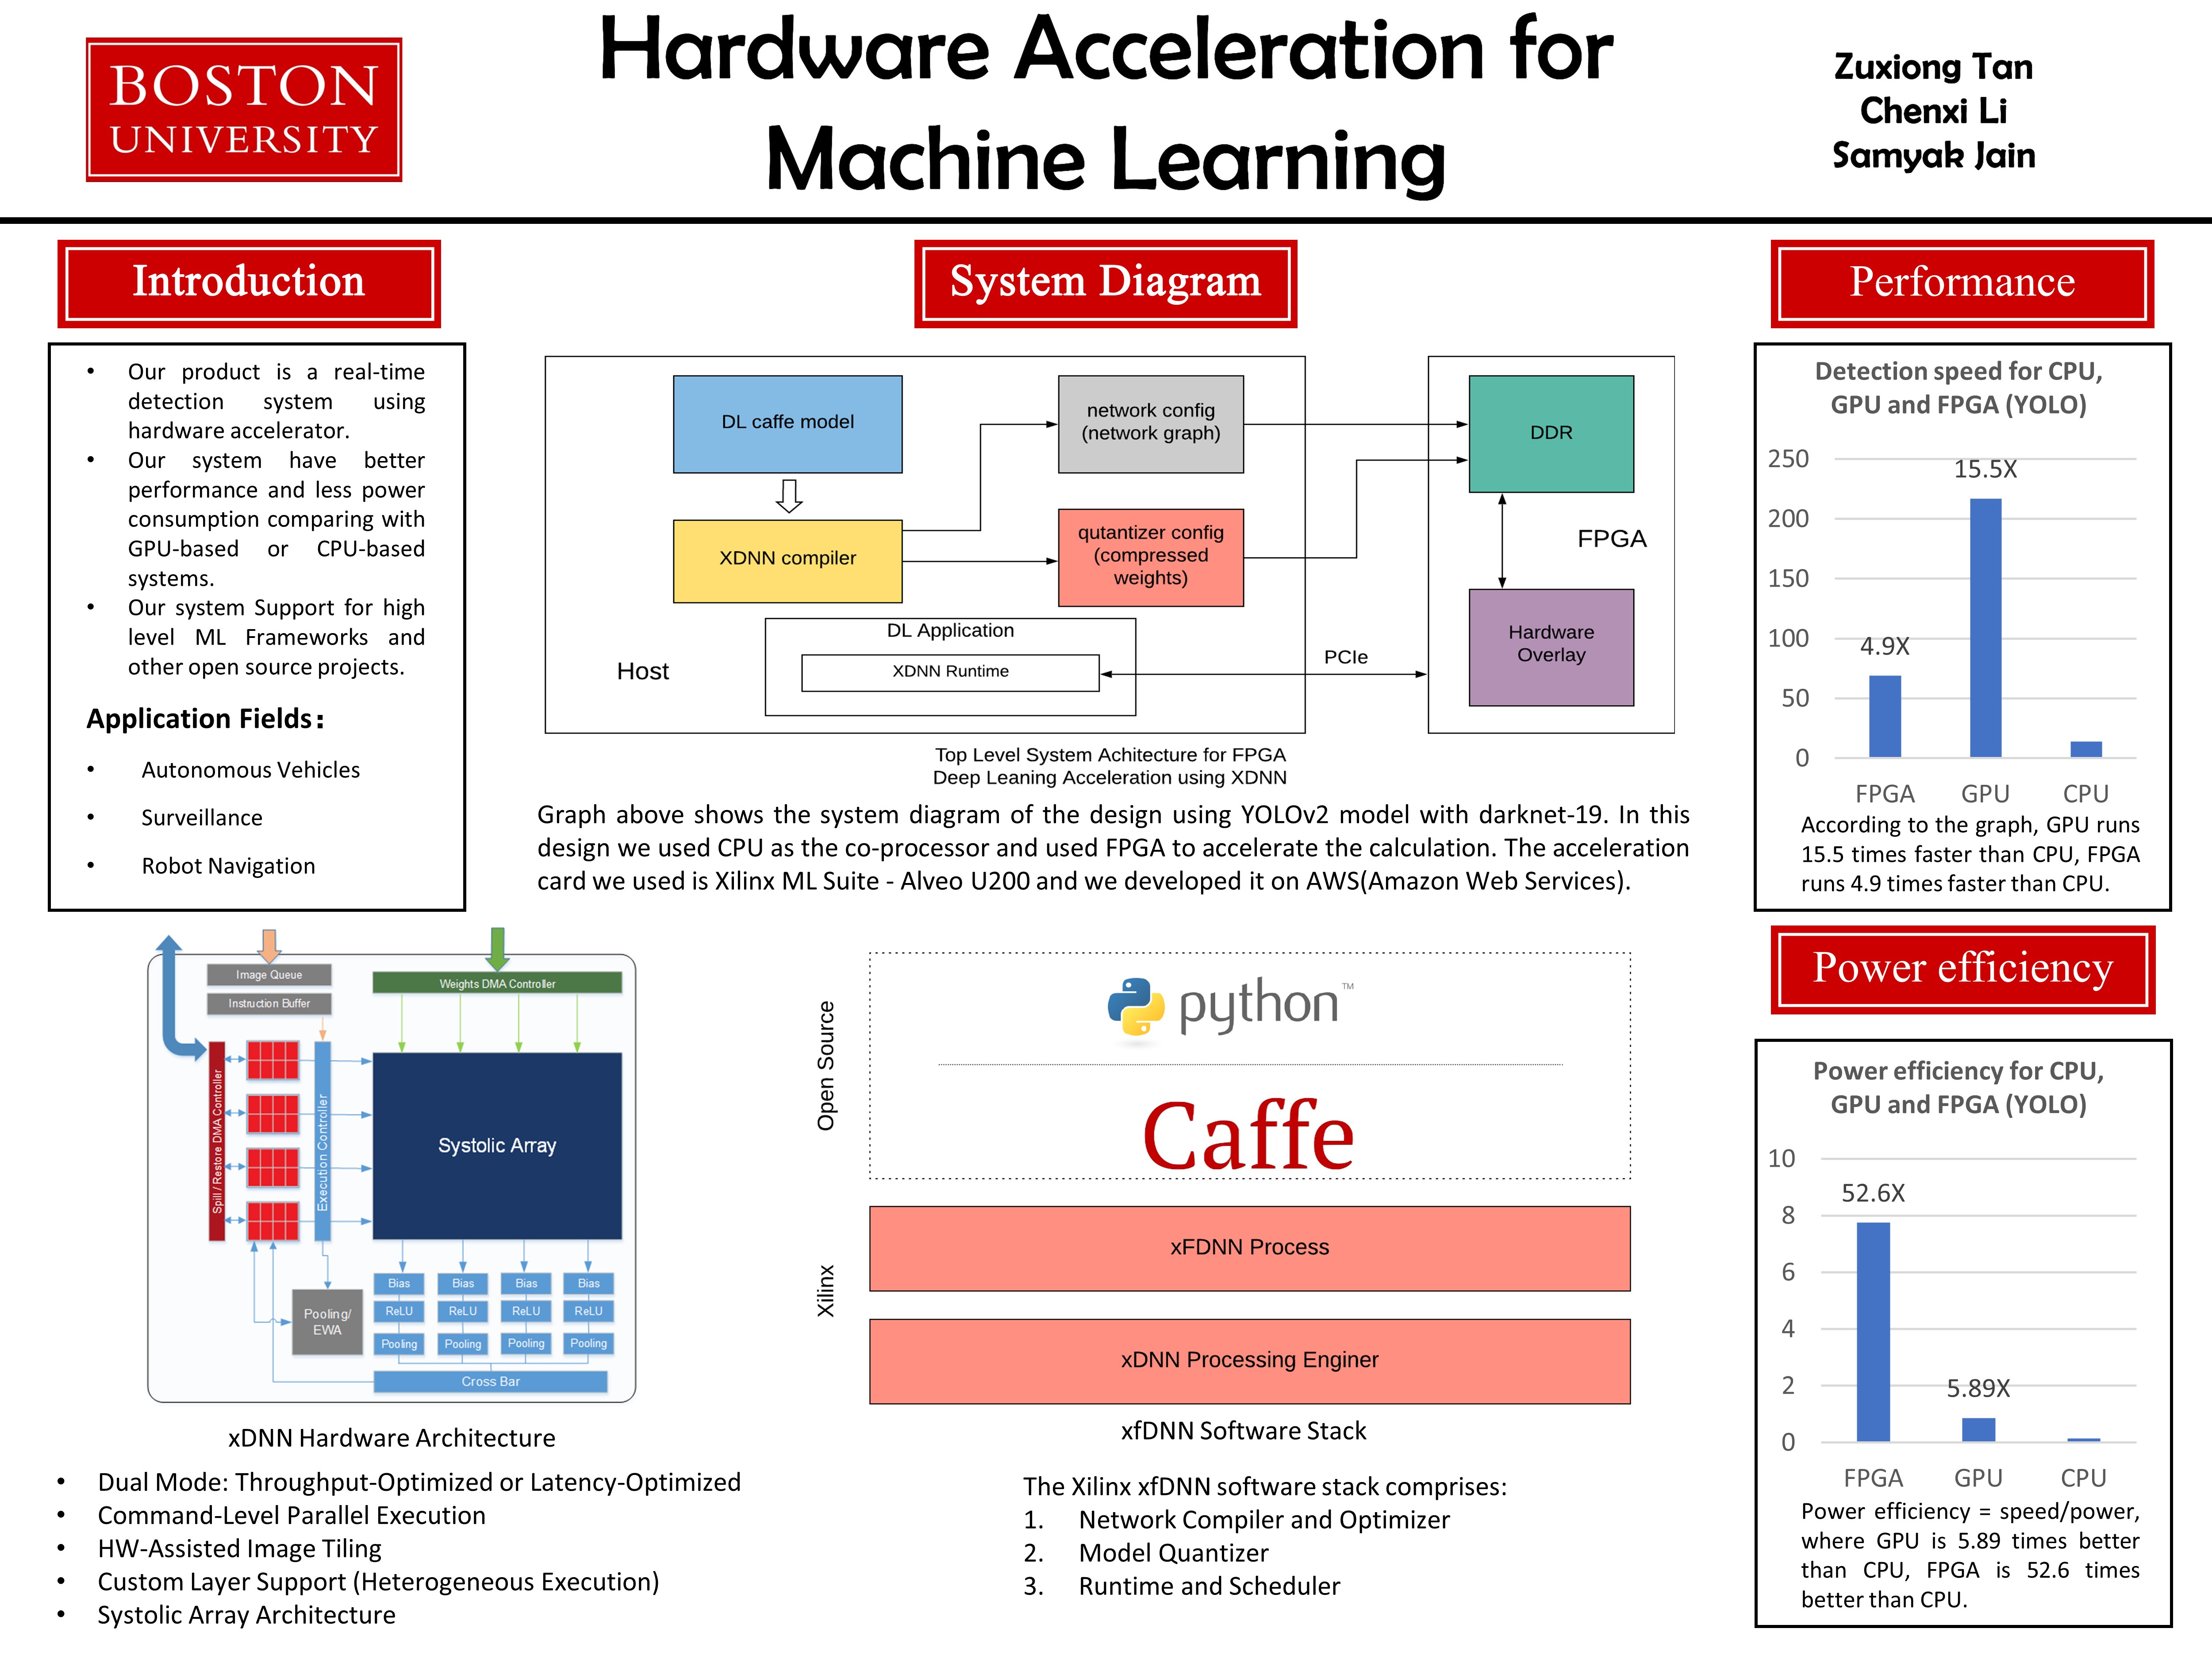 BOSTON
UNIVERSITY
Hardware Acceleration for
Machine Learning
Zuxiong Tan
Chenxi Li
Samyak Jain
Introduction
• Our product is a real-time
detection system using
hardware accelerator.
• Our system have better
performance and less power
consumption comparing with
GPU-based or CPU-based
systems.
• Our system Support for high
level ML Frameworks and
other open source projects.
Application Fields：
• Autonomous Vehicles
• Surveillance
• Robot Navigation
System Diagram
DL caffe model
network config
(network graph)
DDR
XDNN compiler
qutantizer config
(compressed
weights)
FPGA
DL Application
XDNN Runtime
Host
PCIe
Hardware
Overlay
Top Level System Achitecture for FPGA
Deep Leaning Acceleration using XDNN
Graph above shows the system diagram of the design using YOLOv2 model with darknet-19. In this
design we used CPU as the co-processor and used FPGA to accelerate the calculation. The acceleration
card we used is Xilinx ML Suite - Alveo U200 and we developed it on AWS(Amazon Web Services).
Performance
Detection speed for CPU,
GPU and FPGA (YOLO)
250
200
150
100
50
0
4.9X
15.5X
FPGA GPU CPU
According to the graph, GPU runs
15.5 times faster than CPU, FPGA
runs 4.9 times faster than CPU.
Image Queue
Instruction Buffer
Weights DMA Controller
Spill / Restore DMA Controller
Execution Controller
Systolic Array
Bias Bias Bias Bias
ReLU ReLU ReLU ReLU
Pooling Pooling Pooling Pooling
Pooling/
EWA
Cross Bar
xDNN Hardware Architecture
• Dual Mode: Throughput-Optimized or Latency-Optimized
• Command-Level Parallel Execution
• HW-Assisted Image Tiling
• Custom Layer Support (Heterogeneous Execution)
• Systolic Array Architecture
Open Source
python™
Caffe
Xilinx
xFDNN Process
xDNN Processing Enginer
xfDNN Software Stack
The Xilinx xfDNN software stack comprises:
1. Network Compiler and Optimizer
2. Model Quantizer
3. Runtime and Scheduler
Power efficiency
Power efficiency for CPU,
GPU and FPGA (YOLO)
10
8
6
4
2
0
52.6X
5.89X
FPGA GPU CPU
Power efficiency = speed/power,
where GPU is 5.89 times better
than CPU, FPGA is 52.6 times
better than CPU.